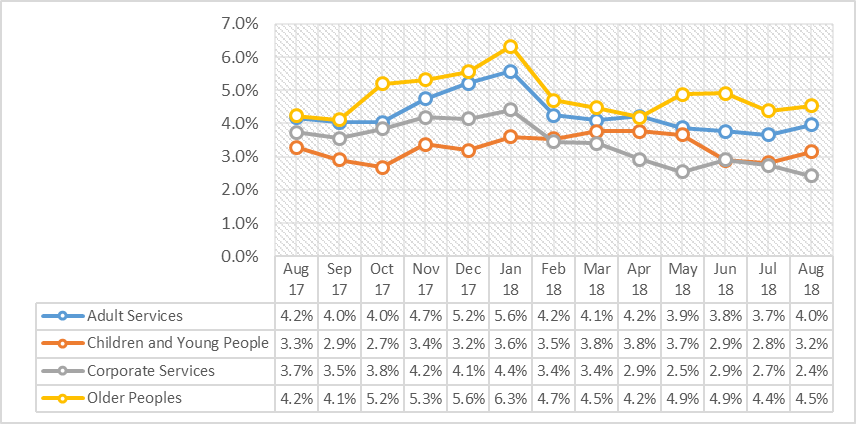 7.0%
6.0%
5.0%
4.0%
3.0%
2.0%
1.0%
0.0%
Aug Sep Oct Nov Dec Jan Feb Mar Apr May Jun Jul Aug
17 17 17 17 17 18 18 18 18 18 18 18 18
Adult Services 4.2% 4.0% 4.0% 4.7% 5.2% 5.6% 4.2% 4.1% 4.2% 3.9% 3.8% 3.7% 4.0%
Children and Young People 3.3% 2.9% 2.7% 3.4% 3.2% 3.6% 3.5% 3.8% 3.8% 3.7% 2.9% 2.8% 3.2%
Corporate Services 3.7% 3.5% 3.8% 4.2% 4.1% 4.4% 3.4% 3.4% 2.9% 2.5% 2.9% 2.7% 2.4%
Older Peoples 4.2% 4.1% 5.2% 5.3% 5.6% 6.3% 4.7% 4.5% 4.2% 4.9% 4.9% 4.4% 4.5%